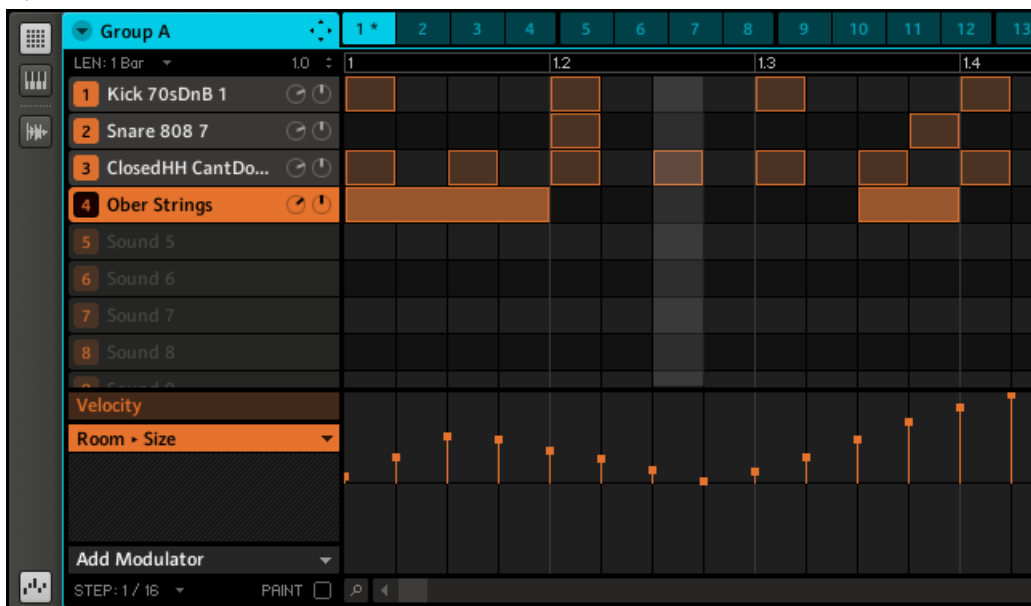 Group A 1 * 2 3 4 5 6 7 8 9 10 11 12 13
LEN: 1 Bar 1.0 1 1.2 1.3 1.4
1 Kick 70sDnB 1
2 Snare 808 7
3 ClosedHH CantDo...
4 Ober Strings
5 Sound 5
6 Sound 6
7 Sound 7
8 Sound 8
9 Sound 9
Velocity
Room ▸ Size
Add Modulator
STEP: 1 / 16 PAINT